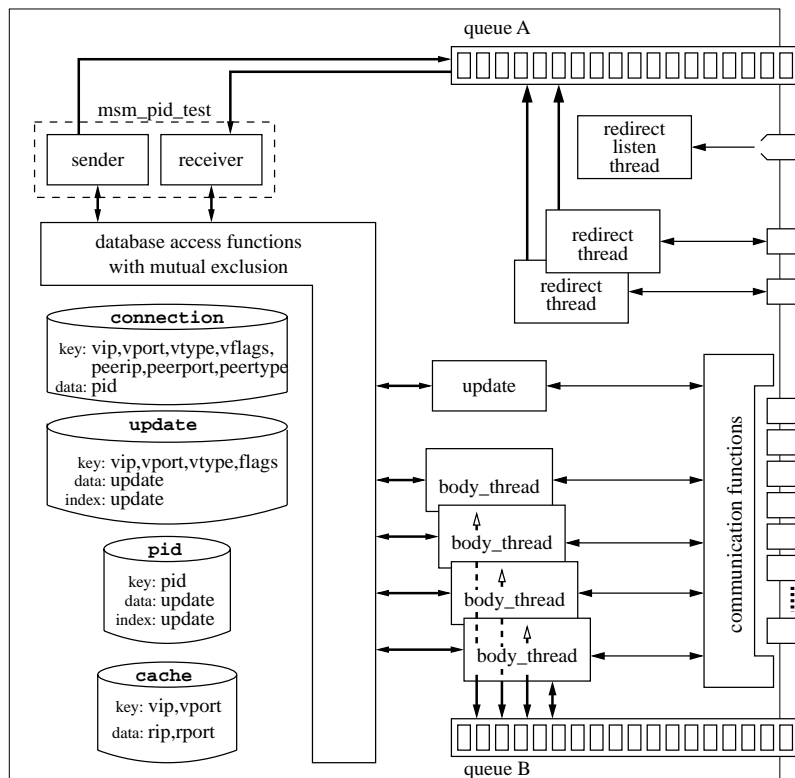 queue A
msm_pid_test
sender
receiver
redirect
listen
thread
database access functions
with mutual exclusion
redirect
thread
redirect
thread
connection
key: vip,vport,vtype,vflags,
peerip,peerport,peertype
data: pid
update
communication functions
update
key: vip,vport,vtype,flags
data: update
index: update
body_thread
body_thread
body_thread
body_thread
pid
key: pid
data: update
index: update
cache
key: vip,vport
data: rip,rport
queue B